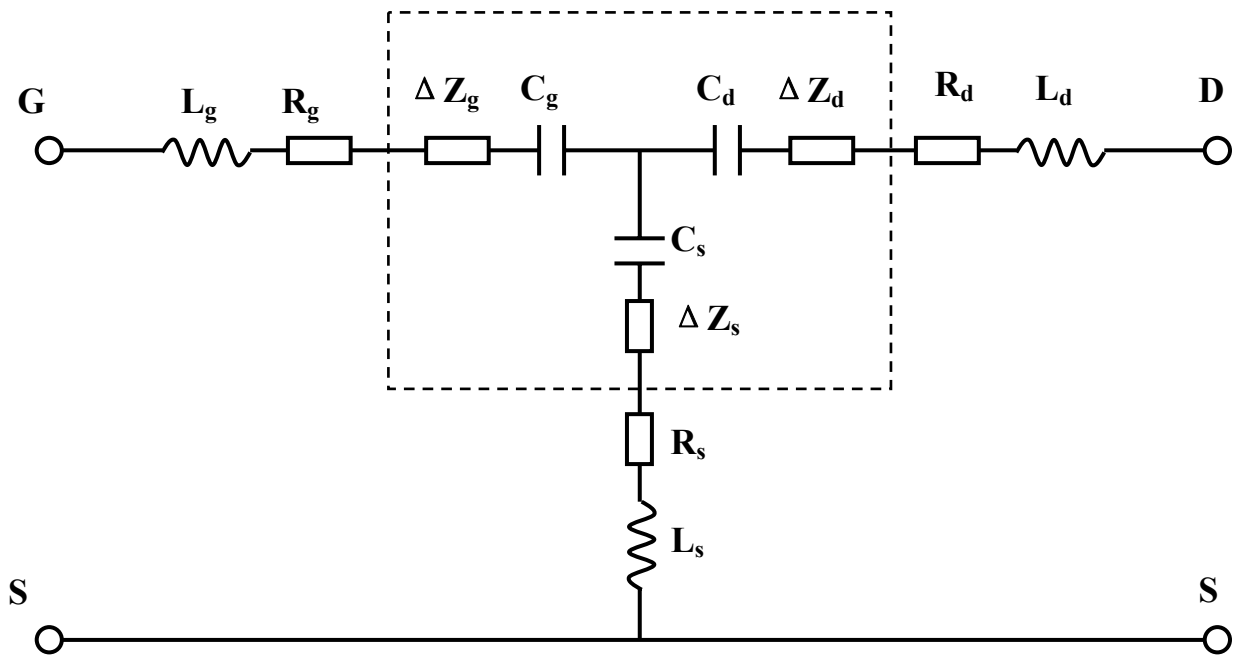 G L_g R_g Δ Z_g C_g C_d Δ Z_d R_d L_d D
C_s
Δ Z_s
R_s
L_s
S S